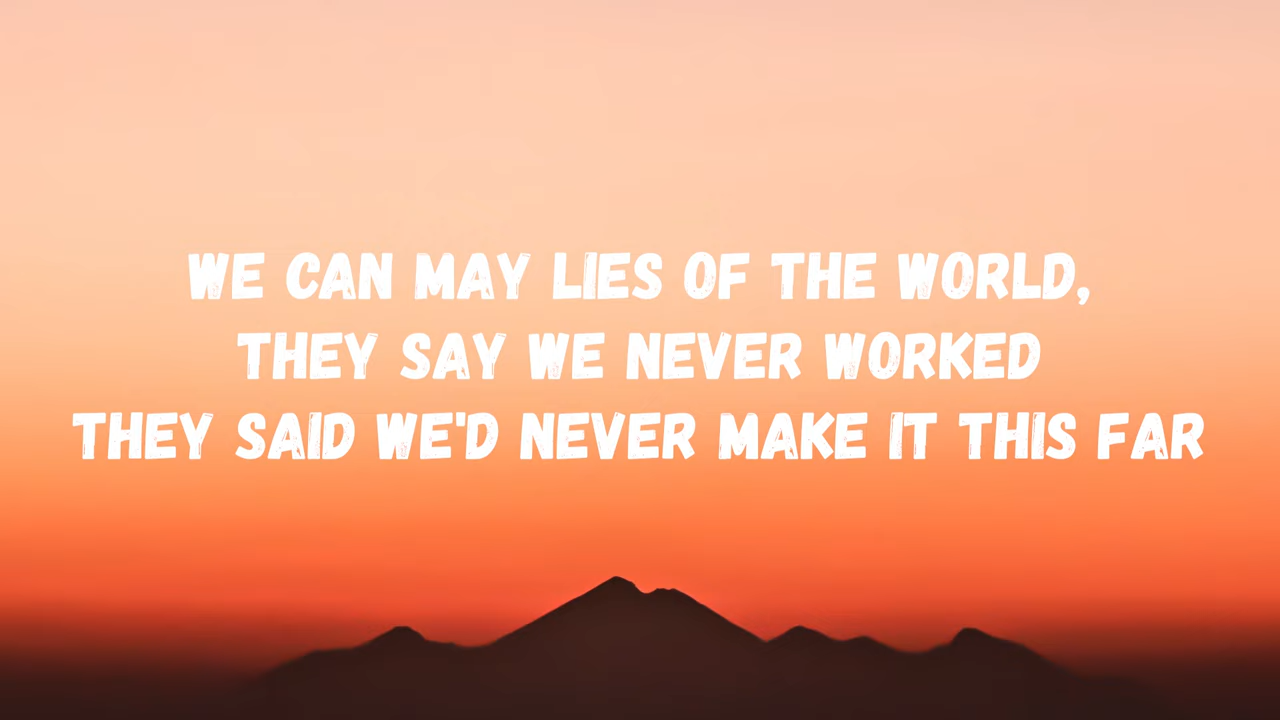 WE CAN MAY LIES OF THE WORLD,
THEY SAY WE NEVER WORKED
THEY SAID WE'D NEVER MAKE IT THIS FAR